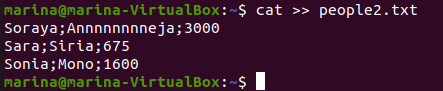 marina@marina-VirtualBox:~$ cat >> people2.txt
Soraya;Annnnnnnneja;3000
Sara;Siria;675
Sonia;Mono;1600
marina@marina-VirtualBox:~$